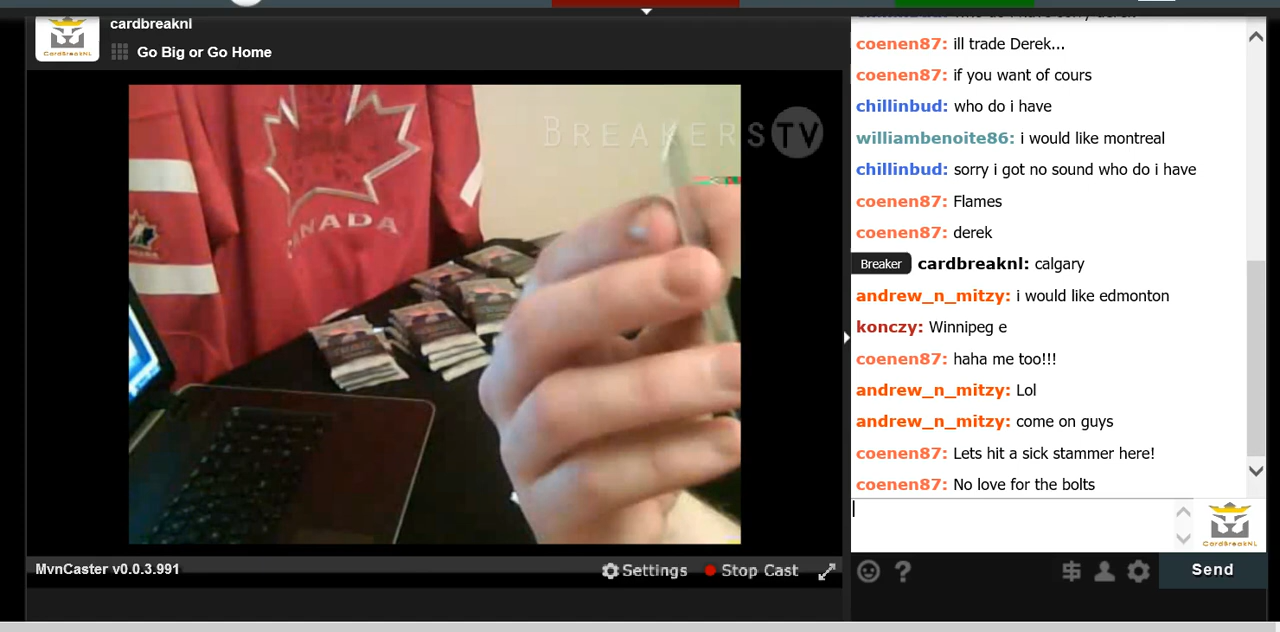 cardbreaknl
CardBreakNL
Go Big or Go Home
BREAKERS TV
CANADA
coenen87: ill trade Derek...
coenen87: if you want of cours
chillinbud: who do i have
williambenoite86: i would like montreal
chillinbud: sorry i got no sound who do i have
coenen87: Flames
coenen87: derek
Breaker cardbreaknl: calgary
andrew_n_mitzy: i would like edmonton
konczy: Winnipeg e
coenen87: haha me too!!!
andrew_n_mitzy: Lol
andrew_n_mitzy: come on guys
coenen87: Lets hit a sick stammer here!
coenen87: No love for the bolts
CardBreakNL
MvnCaster v0.0.3.991
Settings
Stop Cast
Send